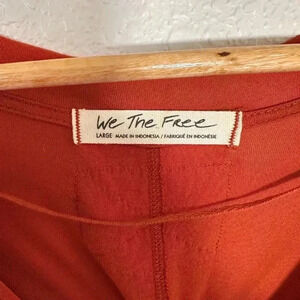 We The Free
LARGE MADE IN INDONESIA / FABRIQUÉ EN INDONÉSIE